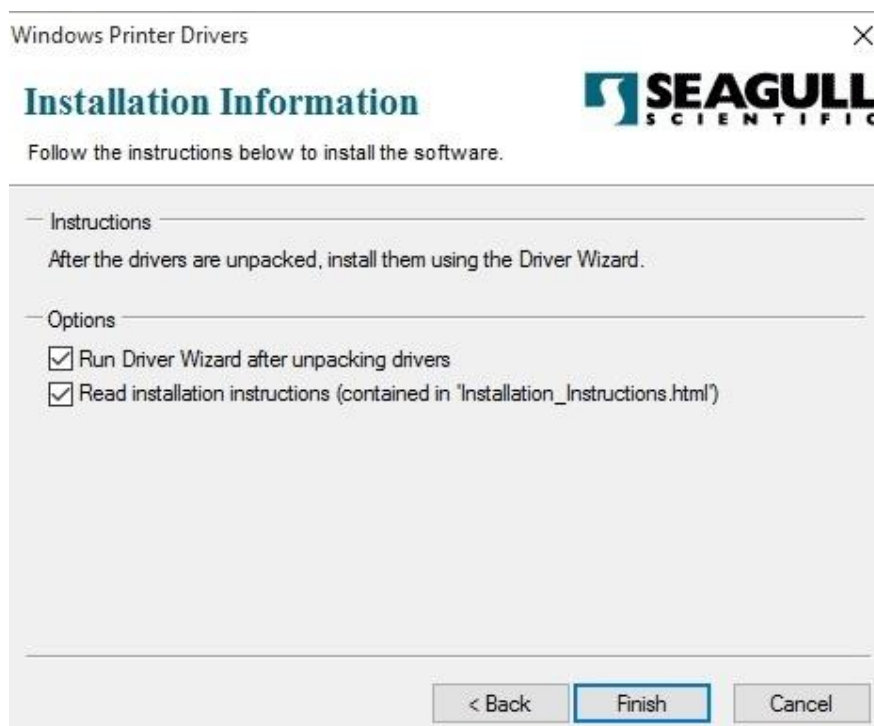 Windows Printer Drivers
Installation Information
SEAGULL
SCIENTIFIC
Follow the instructions below to install the software.
Instructions
After the drivers are unpacked, install them using the Driver Wizard.
Options
Run Driver Wizard after unpacking drivers
Read installation instructions (contained in 'Installation_Instructions.html')
< Back
Finish
Cancel